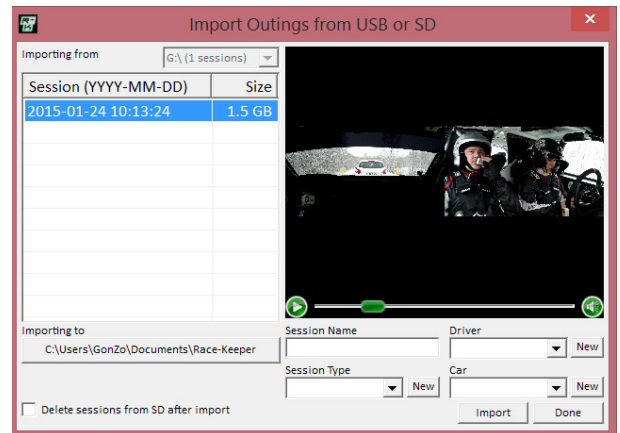 Import Outings from USB or SD
Importing from
G:\ (1 sessions)
Session (YYYY-MM-DD) Size
2015-01-24 10:13:24 1.5 GB
Importing to
C:\Users\GonZo\Documents\Race-Keeper
Session Name
Driver
New
Session Type
New
Car
New
Delete sessions from SD after import
Import
Done